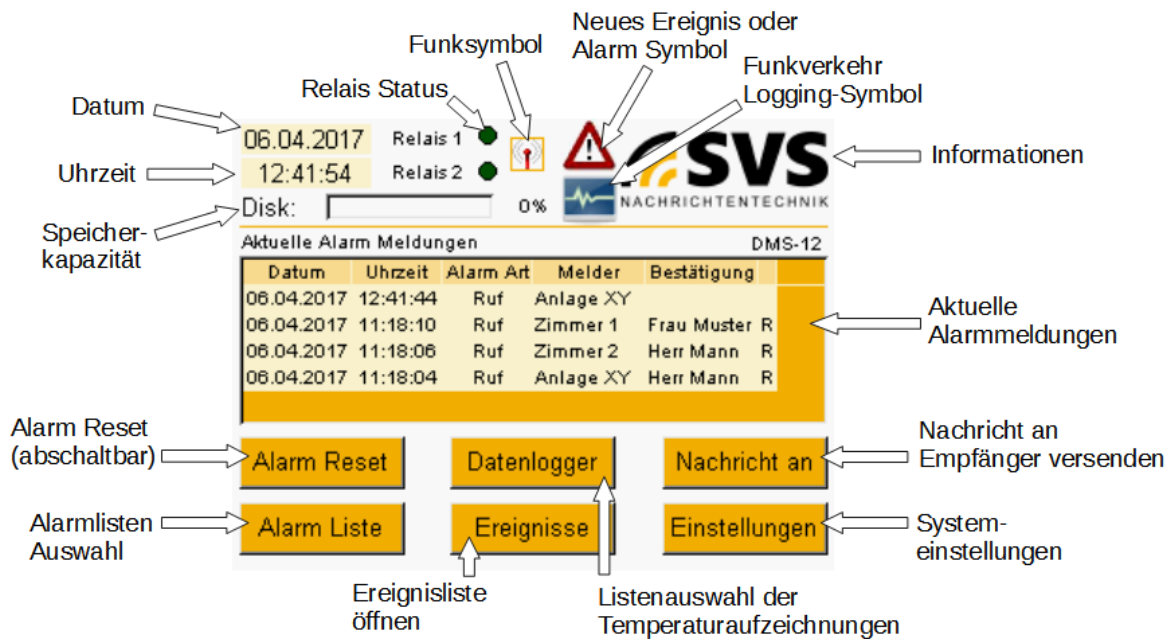 Neues Ereignis oder
Alarm Symbol
Funksymbol
Funkverkehr
Logging-Symbol
Relais Status
Datum
06.04.2017 Relais 1
SVS
Informationen
Uhrzeit
12:41:54 Relais 2
NACHRICHTENTECHNIK
Disk: 0%
Speicher-
kapazität
Aktuelle Alarm Meldungen DMS-12
Datum Uhrzeit Alarm Art Melder Bestätigung
06.04.2017 12:41:44 Ruf Anlage XY
06.04.2017 11:18:10 Ruf Zimmer 1 Frau Muster R
06.04.2017 11:18:06 Ruf Zimmer 2 Herr Mann R
06.04.2017 11:18:04 Ruf Anlage XY Herr Mann R
Aktuelle
Alarmmeldungen
Alarm Reset
(abschaltbar)
Alarm Reset Datenlogger Nachricht an
Nachricht an
Empfänger versenden
Alarmlisten
Auswahl
Alarm Liste Ereignisse Einstellungen
System-
einstellungen
Ereignisliste
öffnen
Listenauswahl der
Temperaturaufzeichnungen